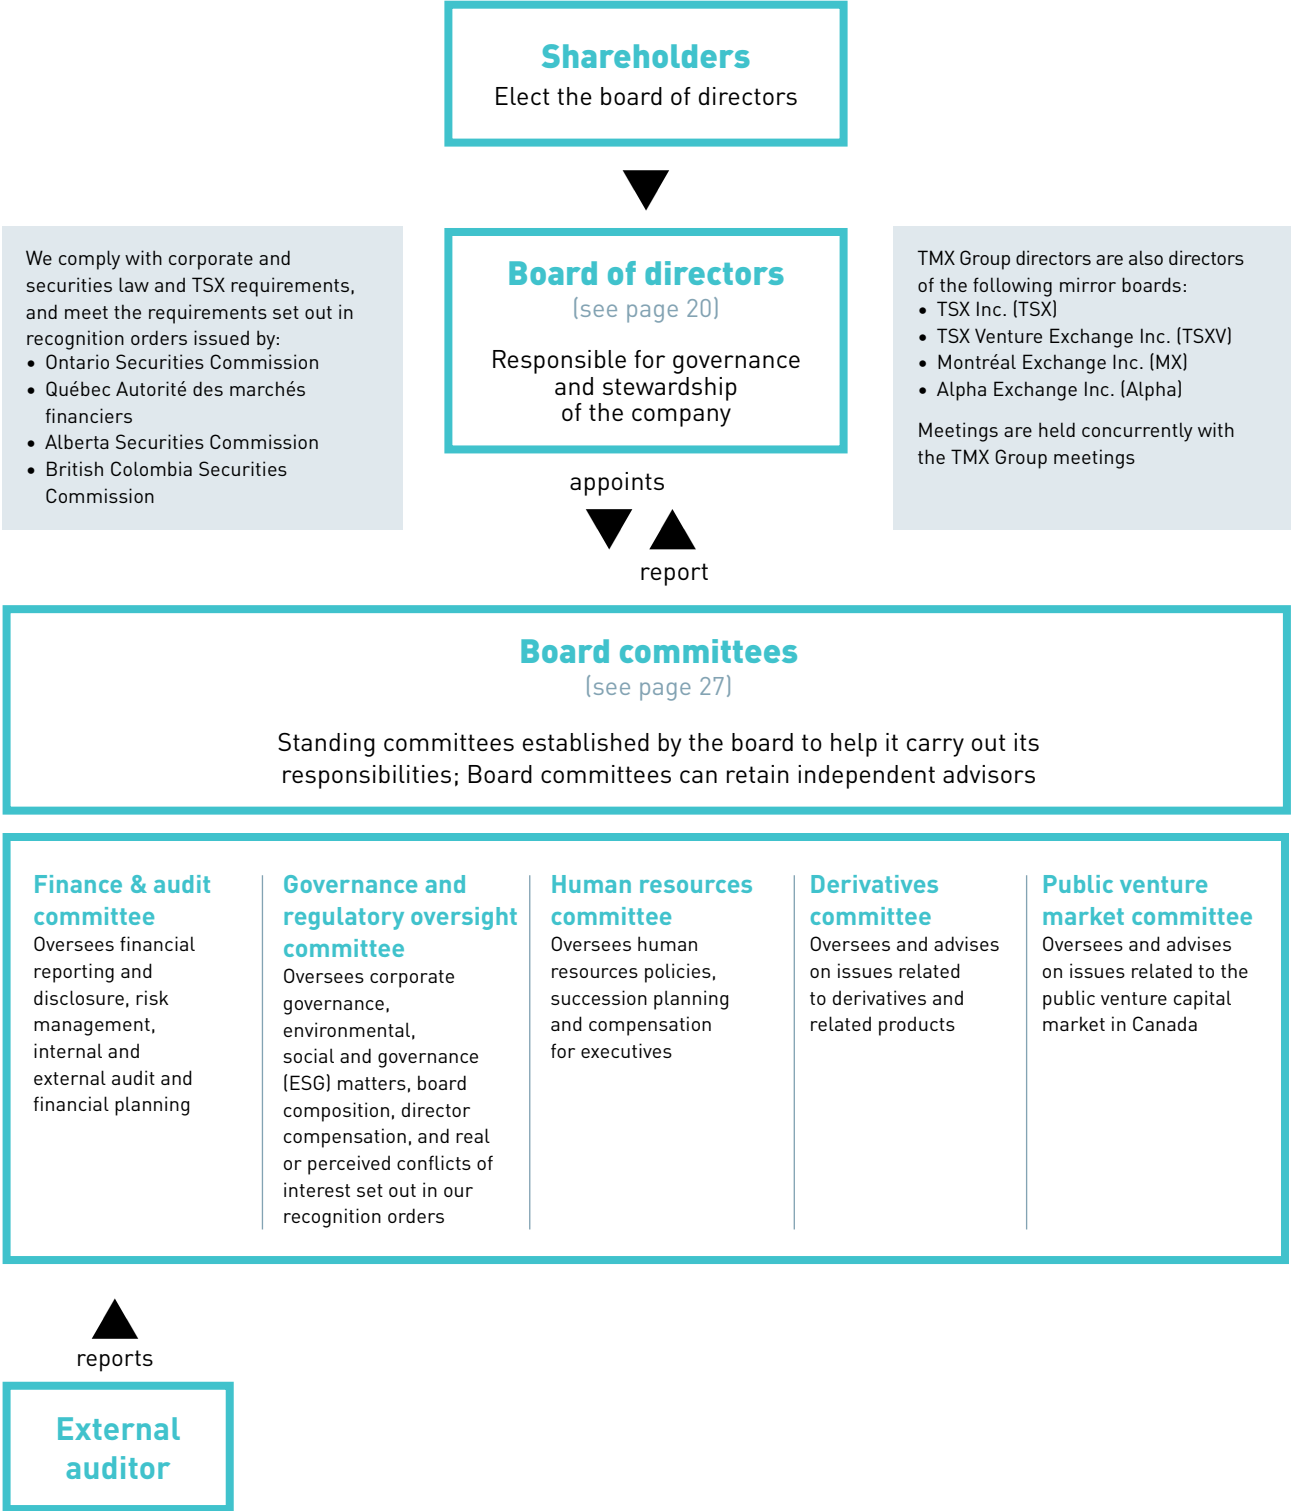 Shareholders
Elect the board of directors
We comply with corporate and
securities law and TSX requirements,
and meet the requirements set out in
recognition orders issued by:
• Ontario Securities Commission
• Québec Autorité des marchés
financiers
• Alberta Securities Commission
• British Colombia Securities
Commission
Board of directors
(see page 20)
Responsible for governance
and stewardship
of the company
TMX Group directors are also directors
of the following mirror boards:
• TSX Inc. (TSX)
• TSX Venture Exchange Inc. (TSXV)
• Montréal Exchange Inc. (MX)
• Alpha Exchange Inc. (Alpha)
Meetings are held concurrently with
the TMX Group meetings
appoints
report
Board committees
(see page 27)
Standing committees established by the board to help it carry out its
responsibilities; Board committees can retain independent advisors
Finance & audit
committee
Oversees financial
reporting and
disclosure, risk
management,
internal and
external audit and
financial planning
Governance and
regulatory oversight
committee
Oversees corporate
governance,
environmental,
social and governance
(ESG) matters, board
composition, director
compensation, and real
or perceived conflicts of
interest set out in our
recognition orders
Human resources
committee
Oversees human
resources policies,
succession planning
and compensation
for executives
Derivatives
committee
Oversees and advises
on issues related
to derivatives and
related products
Public venture
market committee
Oversees and advises
on issues related to the
public venture capital
market in Canada
reports
External
auditor